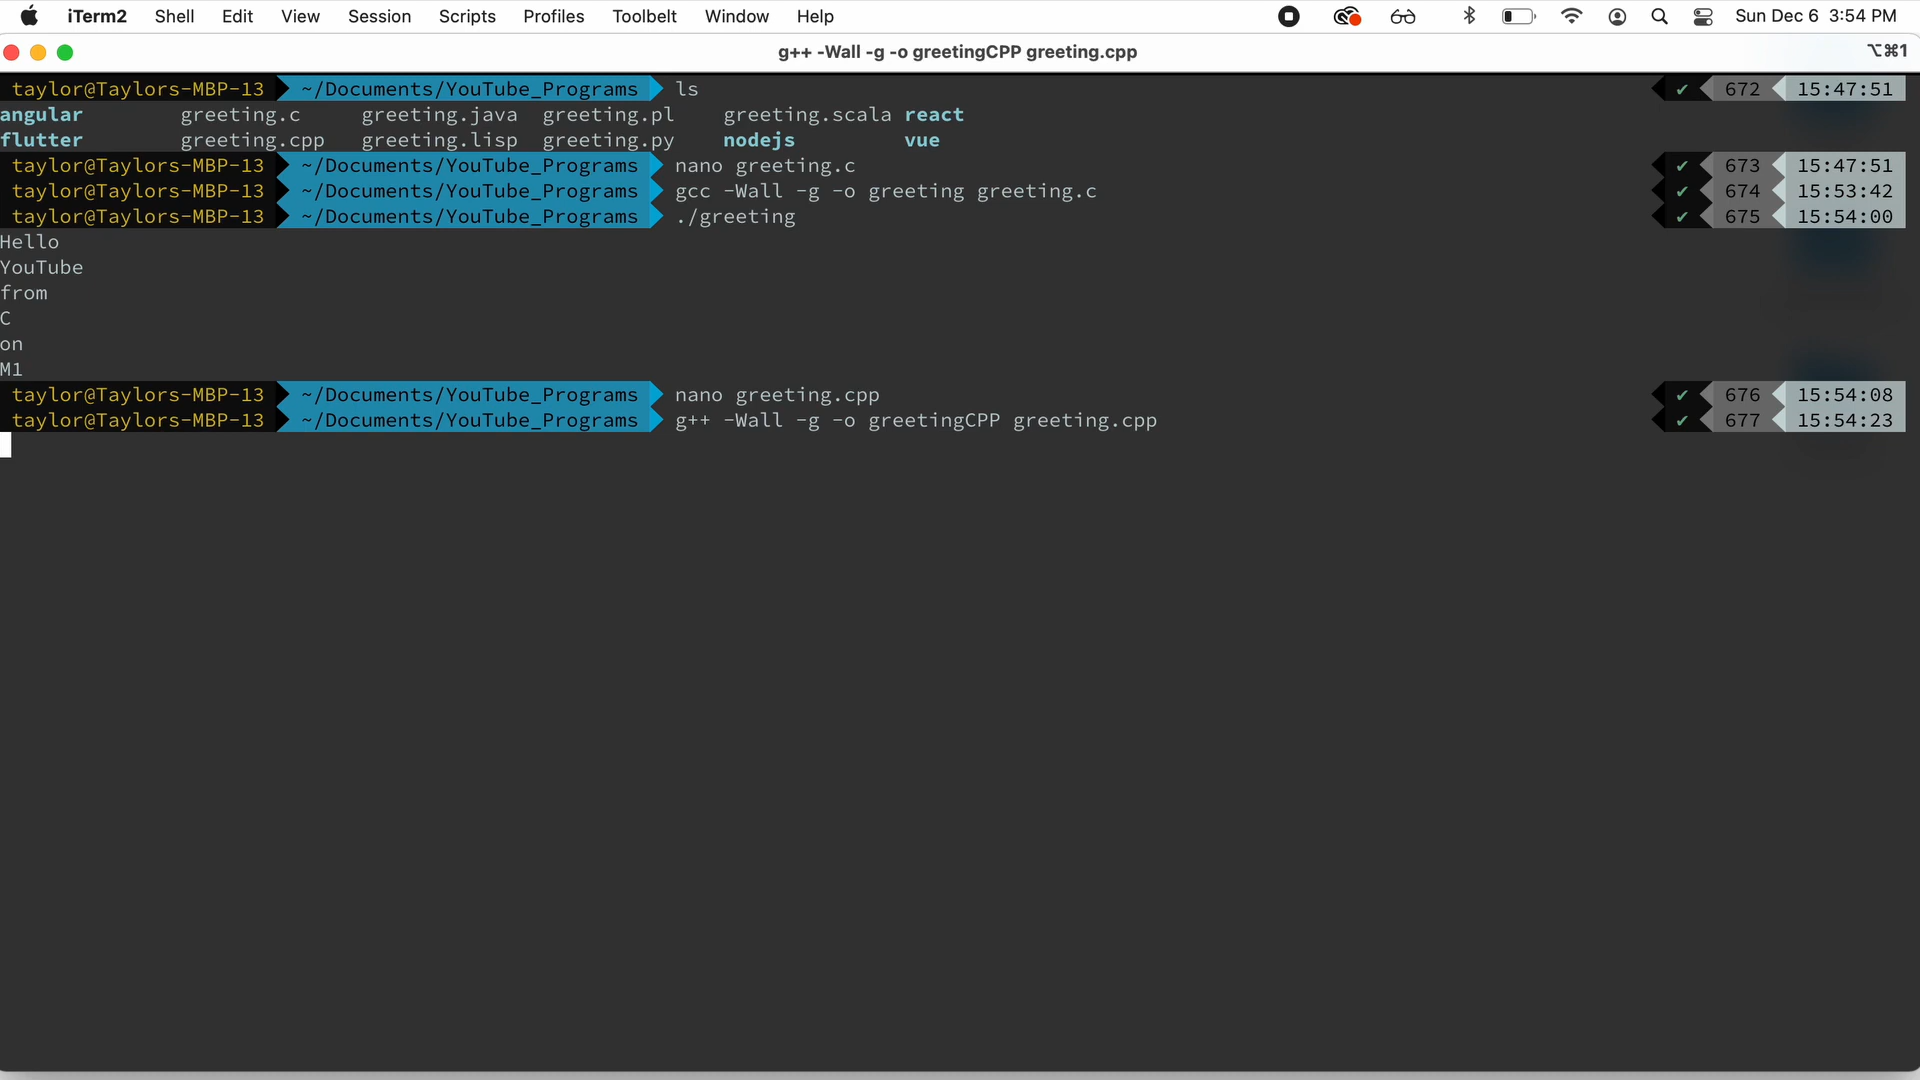 iTerm2 Shell Edit View Session Scripts Profiles Toolbelt Window Help Sun Dec 6 3:54 PM
g++ -Wall -g -o greetingCPP greeting.cpp ⌥⌘1
taylor@Taylors-MBP-13 ~/Documents/YouTube_Programs ls ✔ 672 15:47:51
angular greeting.c greeting.java greeting.pl greeting.scala react
flutter greeting.cpp greeting.lisp greeting.py nodejs vue
taylor@Taylors-MBP-13 ~/Documents/YouTube_Programs nano greeting.c ✔ 673 15:47:51
taylor@Taylors-MBP-13 ~/Documents/YouTube_Programs gcc -Wall -g -o greeting greeting.c ✔ 674 15:53:42
taylor@Taylors-MBP-13 ~/Documents/YouTube_Programs ./greeting ✔ 675 15:54:00
Hello
YouTube
from
C
on
M1
taylor@Taylors-MBP-13 ~/Documents/YouTube_Programs nano greeting.cpp ✔ 676 15:54:08
taylor@Taylors-MBP-13 ~/Documents/YouTube_Programs g++ -Wall -g -o greetingCPP greeting.cpp ✔ 677 15:54:23